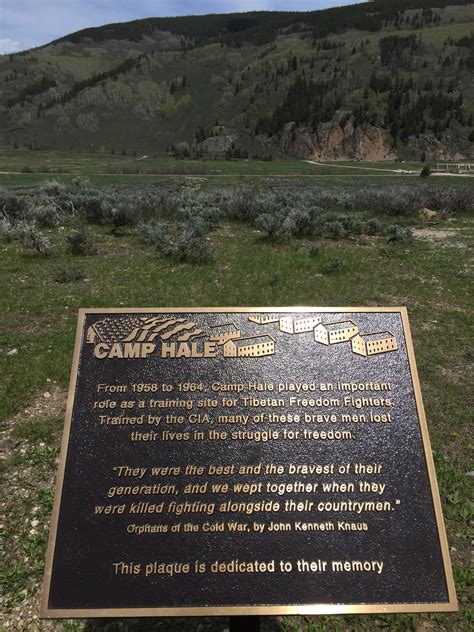 CAMP HALE
From 1958 to 1964, Camp Hale played an important
role as a training site for Tibetan Freedom Fighters.
Trained by the CIA, many of these brave men lost
their lives in the struggle for freedom.
“They were the best and the bravest of their
generation, and we wept together when they
were killed fighting alongside their countrymen.”
Orphans of the Cold War, by John Kenneth Knaus
This plaque is dedicated to their memory